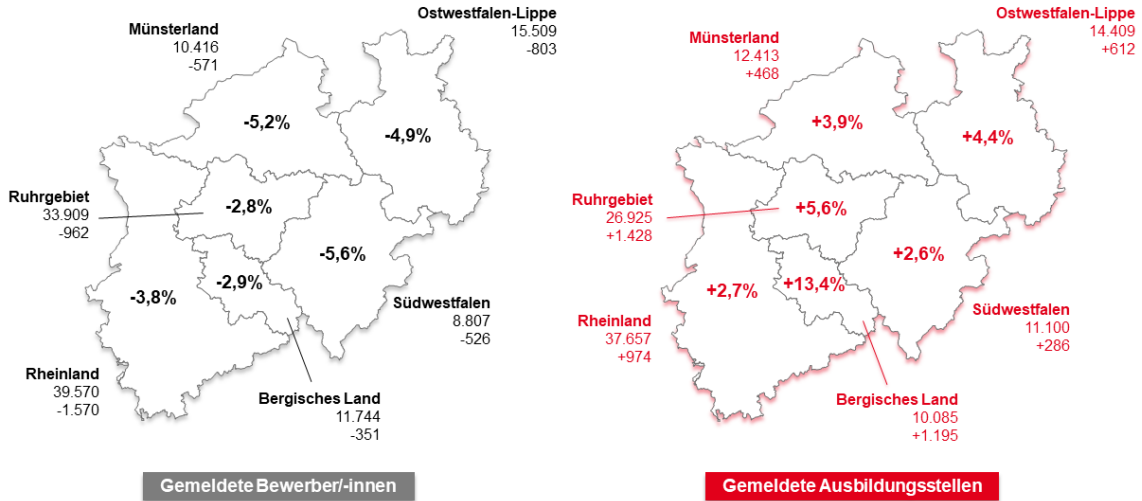 Münsterland
10.416
-571
Ostwestfalen-Lippe
15.509
-803
-5,2%
-4,9%
Ruhrgebiet
33.909
-962
-2,8%
-5,6%
-2,9%
-3,8%
Südwestfalen
8.807
-526
Rheinland
39.570
-1.570
Bergisches Land
11.744
-351
Gemeldete Bewerber/-innen
Münsterland
12.413
+468
Ostwestfalen-Lippe
14.409
+612
+3,9%
+4,4%
Ruhrgebiet
26.925
+1.428
+5,6%
+2,6%
+2,7%
+13,4%
Südwestfalen
11.100
+286
Rheinland
37.657
+974
Bergisches Land
10.085
+1.195
Gemeldete Ausbildungsstellen